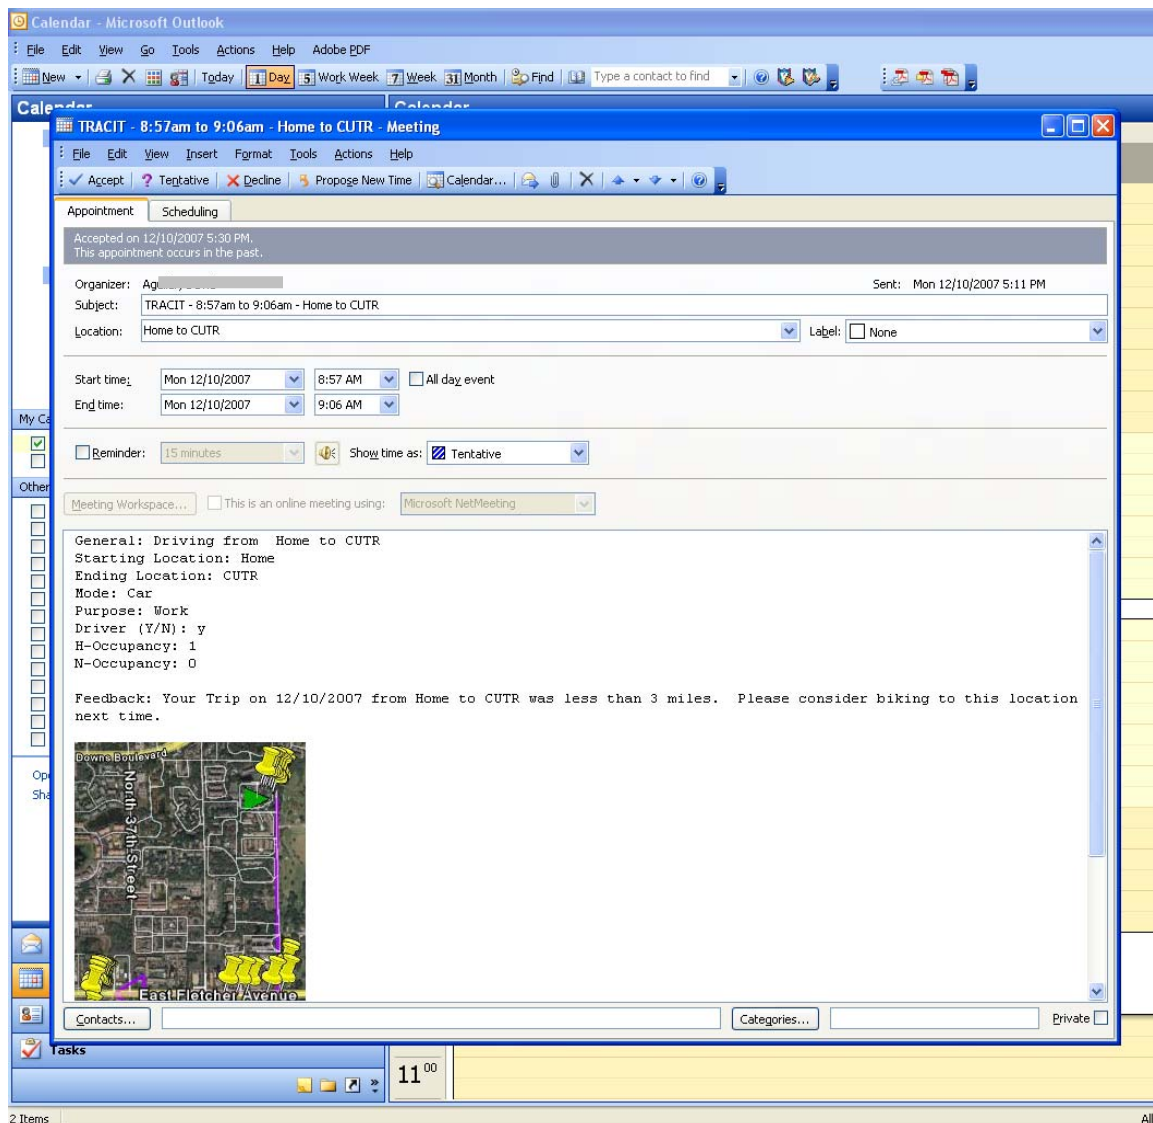 Calendar - Microsoft Outlook
File Edit View Go Tools Actions Help Adobe PDF
New Today 1 Day 5 Work Week 7 Week 31 Month Find Type a contact to find
TRACIT - 8:57am to 9:06am - Home to CUTR - Meeting
File Edit View Insert Format Tools Actions Help
Accept ? Tentative Decline Propose New Time Calendar...
Appointment Scheduling
Accepted on 12/10/2007 5:30 PM.
This appointment occurs in the past.
Organizer: Sent: Mon 12/10/2007 5:11 PM
Subject: TRACIT - 8:57am to 9:06am - Home to CUTR
Location: Home to CUTR Label: None
Start time: Mon 12/10/2007 8:57 AM All day event
End time: Mon 12/10/2007 9:06 AM
My
Reminder: 15 minutes Show time as: Tentative
Other
Meeting Workspace... This is an online meeting using: Microsoft NetMeeting
General: Driving from Home to CUTR
Starting Location: Home
Ending Location: CUTR
Mode: Car
Purpose: Work
Driver (Y/N): y
H-Occupancy: 1
N-Occupancy: 0
Feedback: Your Trip on 12/10/2007 from Home to CUTR was less than 3 miles. Please consider biking to this location
next time.
Downs Boulevard
North 37th Street
East Fletcher Avenue
Contacts... Categories... Private
Tasks
11 00
2 Items